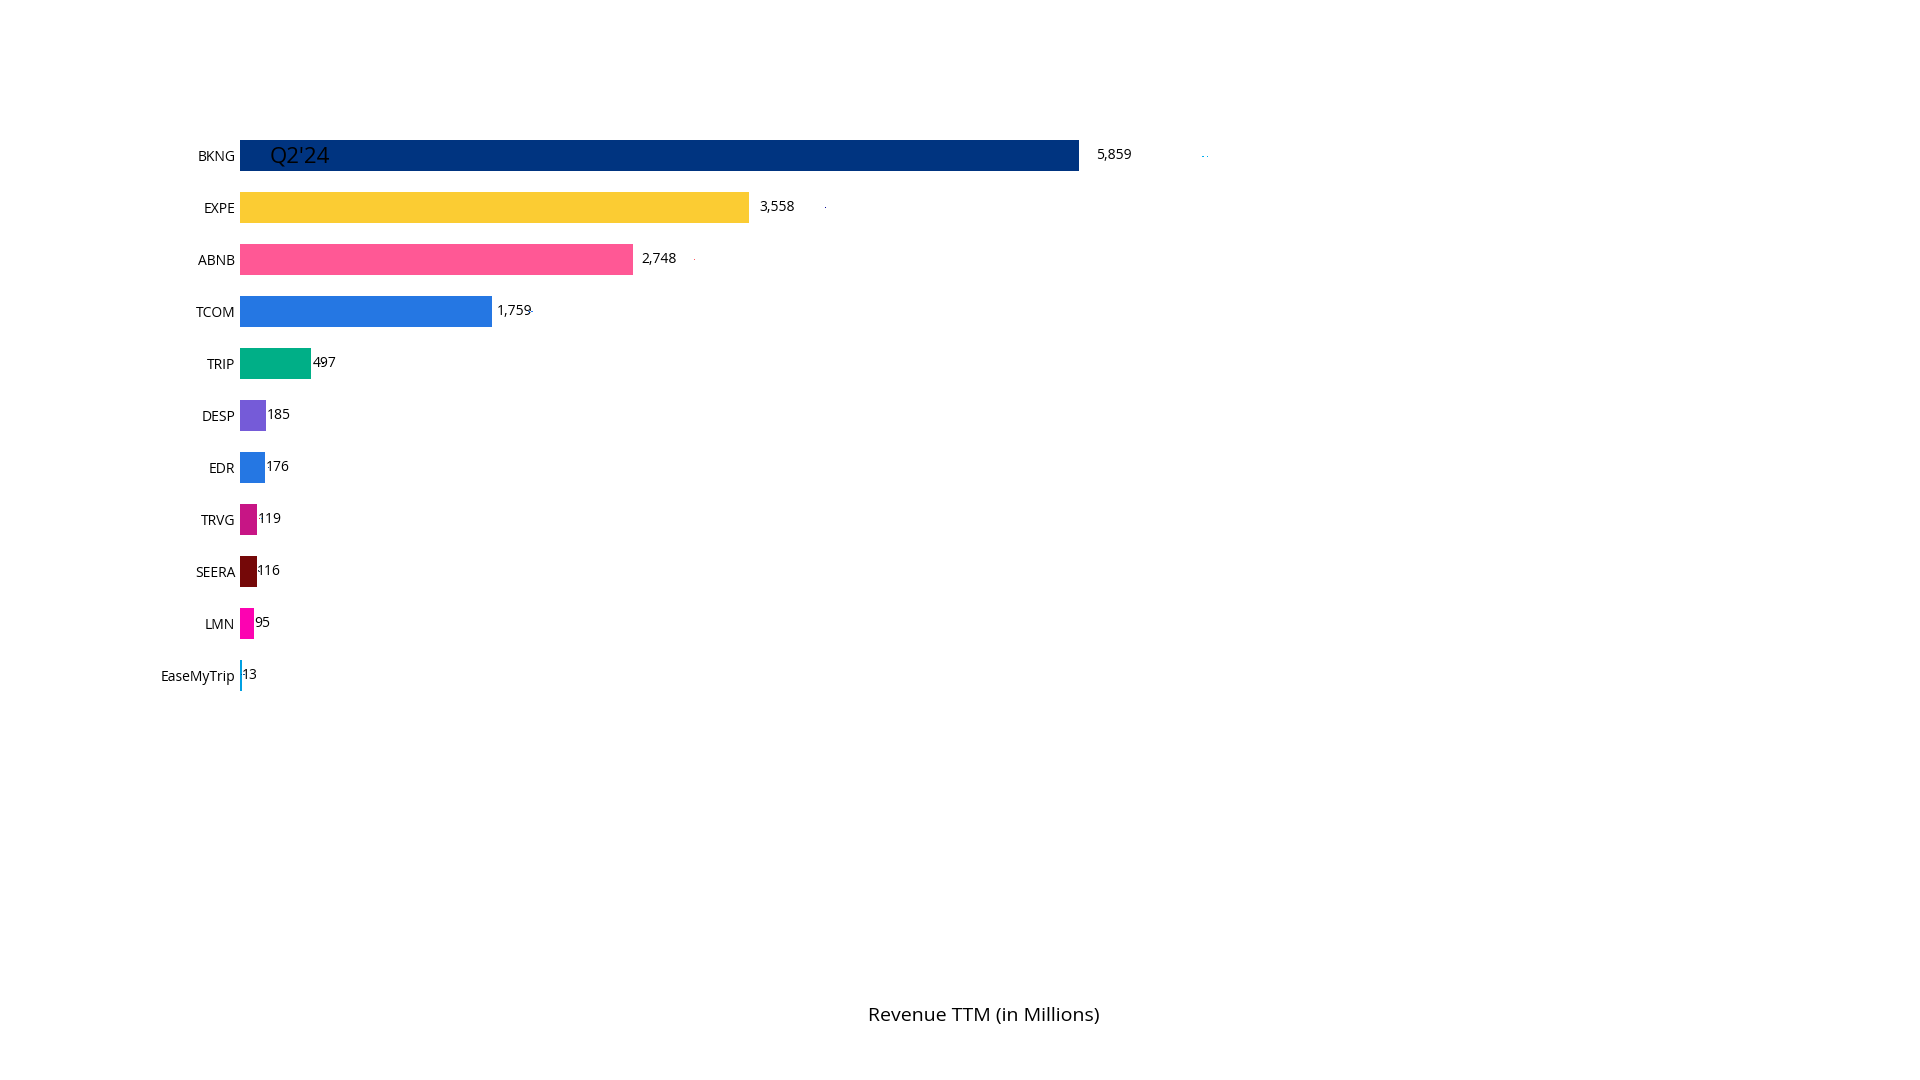 BKNG Q2'24 5,859
EXPE 3,558
ABNB 2,748
TCOM 1,759
TRIP 497
DESP 185
EDR 176
TRVG 119
SEERA 116
LMN 95
EaseMyTrip 13
Revenue TTM (in Millions)